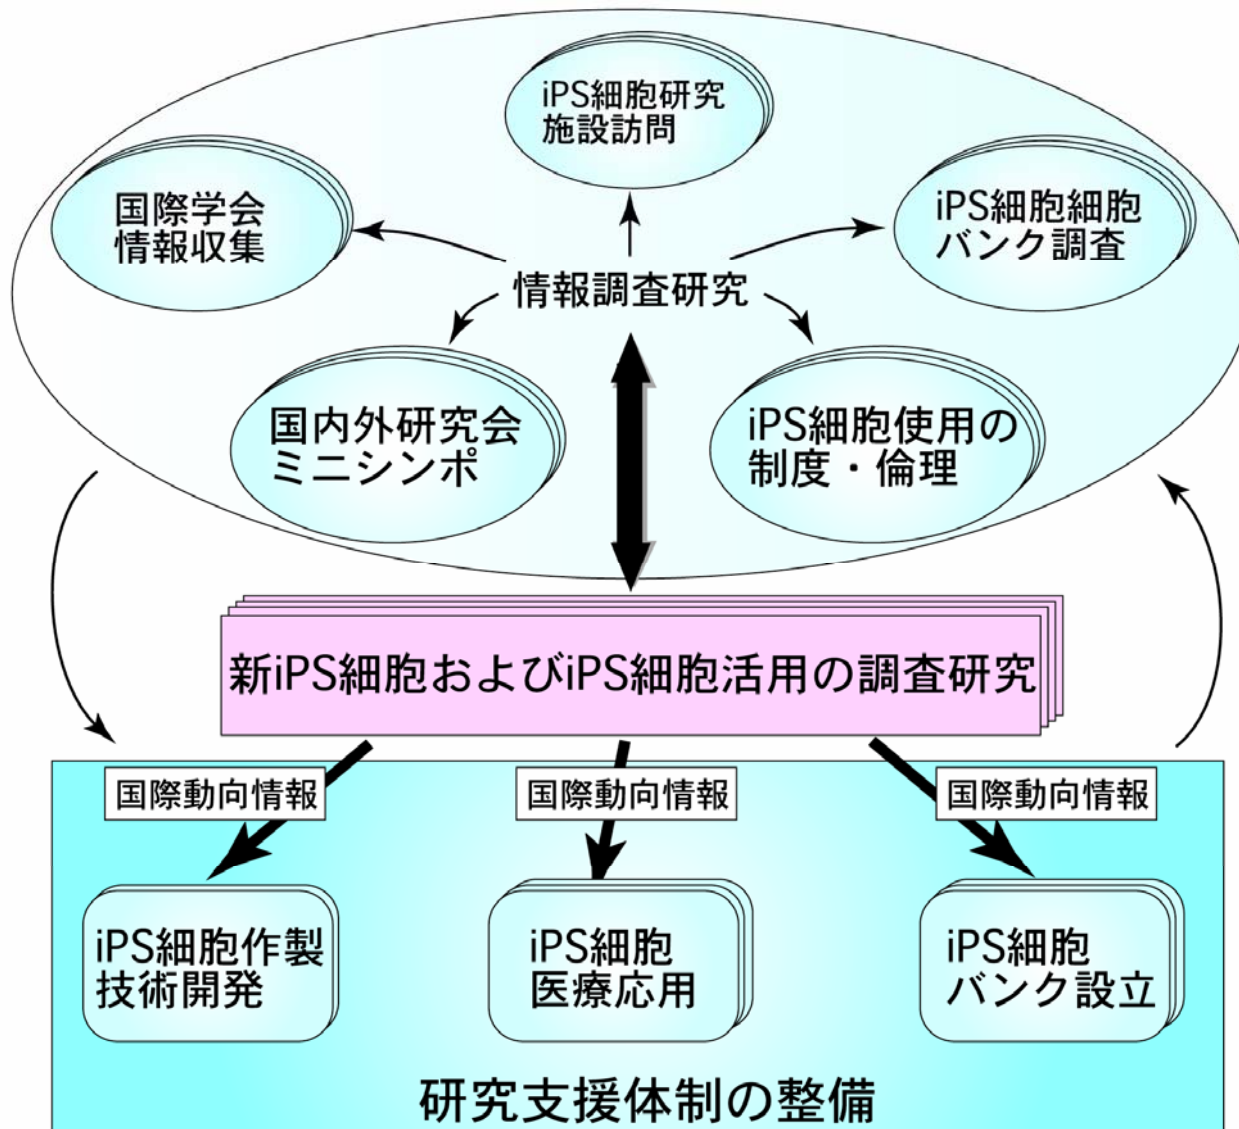 iPS細胞研究
施設訪問
国際学会
情報収集
iPS細胞細胞
バンク調査
情報調査研究
国内外研究会
ミニシンポ
iPS細胞使用の
制度・倫理
新iPS細胞およびiPS細胞活用の調査研究
国際動向情報
国際動向情報
国際動向情報
iPS細胞作製
技術開発
iPS細胞
医療応用
iPS細胞
バンク設立
研究支援体制の整備